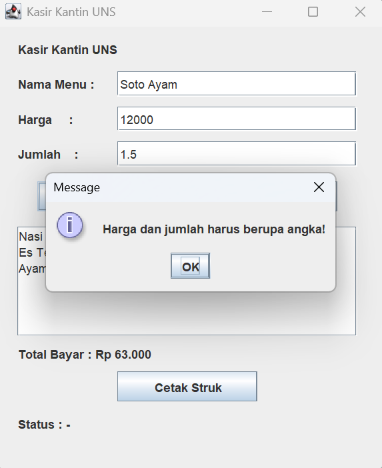 Kasir Kantin UNS
Kasir Kantin UNS
Nama Menu : Soto Ayam
Harga : 12000
Jumlah : 1.5
Message
Harga dan jumlah harus berupa angka!
OK
Nasi
Es
Ayam
Total Bayar : Rp 63.000
Cetak Struk
Status : -